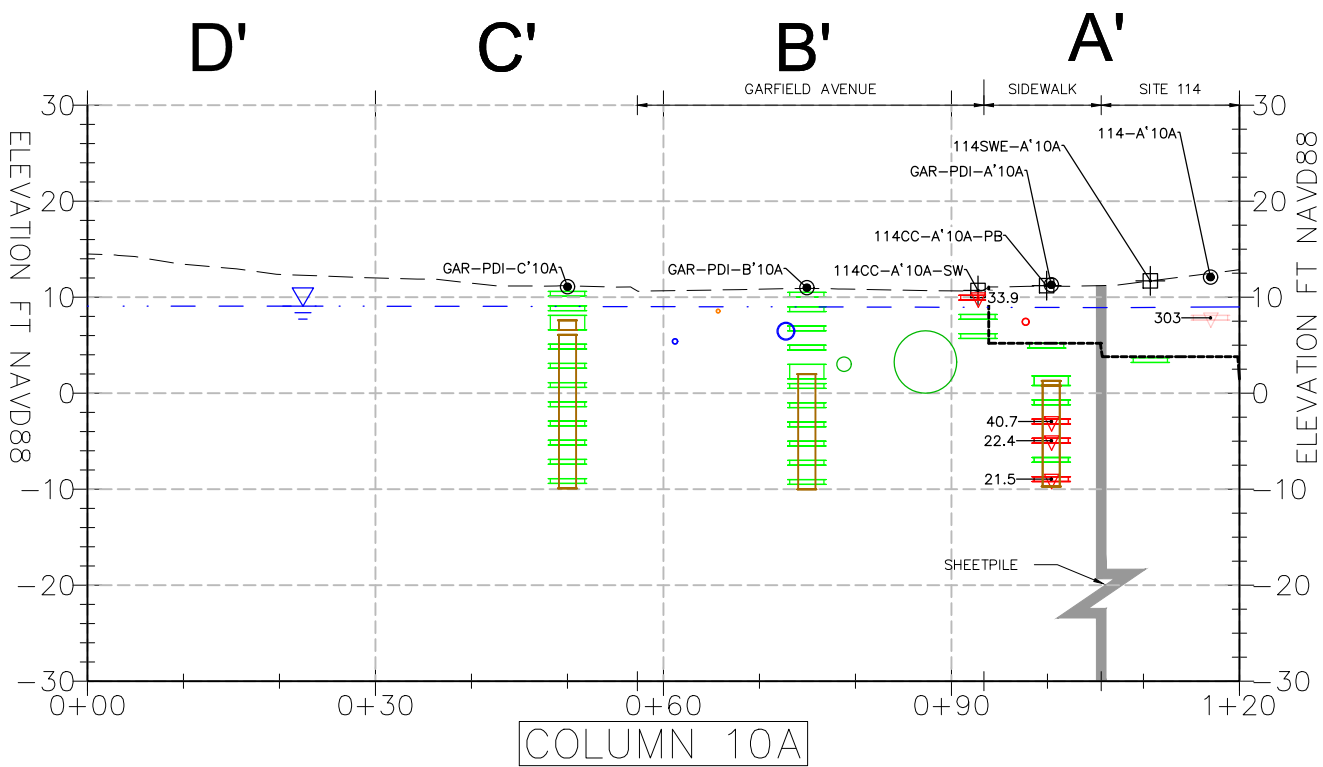 D' C' B' A'
GARFIELD AVENUE SIDEWALK SITE 114
30 30
114-A'10A
114SWE-A'10A
GAR-PDI-A'10A
20 20
114CC-A'10A-PB
GAR-PDI-C'10A GAR-PDI-B'10A 114CC-A'10A-SW
10 33.9 10
303
ELEVATION FT NAVD88 ELEVATION FT NAVD88
0 0
40.7
22.4
21.5
-10 -10
SHEETPILE
-20 -20
-30 -30
0+00 0+30 0+60 0+90 1+20
COLUMN 10A